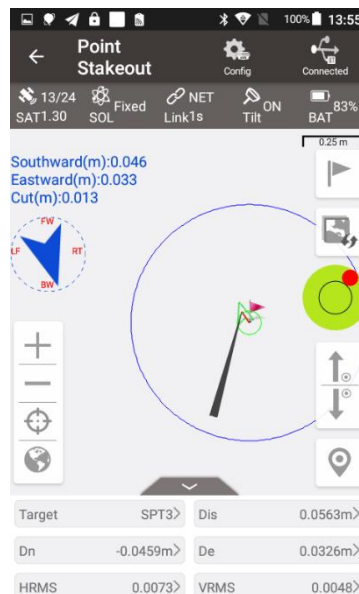 100% 13:55
Point
Stakeout
Config
Connected
13/24
SAT1.30
Fixed
SOL
NET
Link1s
ON
Tilt
83%
BAT
0.25 m
Southward(m):0.046
Eastward(m):0.033
Cut(m):0.013
FW
LF RT
BW
Target SPT3> Dis 0.0563m>
Dn -0.0459m> De 0.0326m>
HRMS 0.0073> VRMS 0.0048>